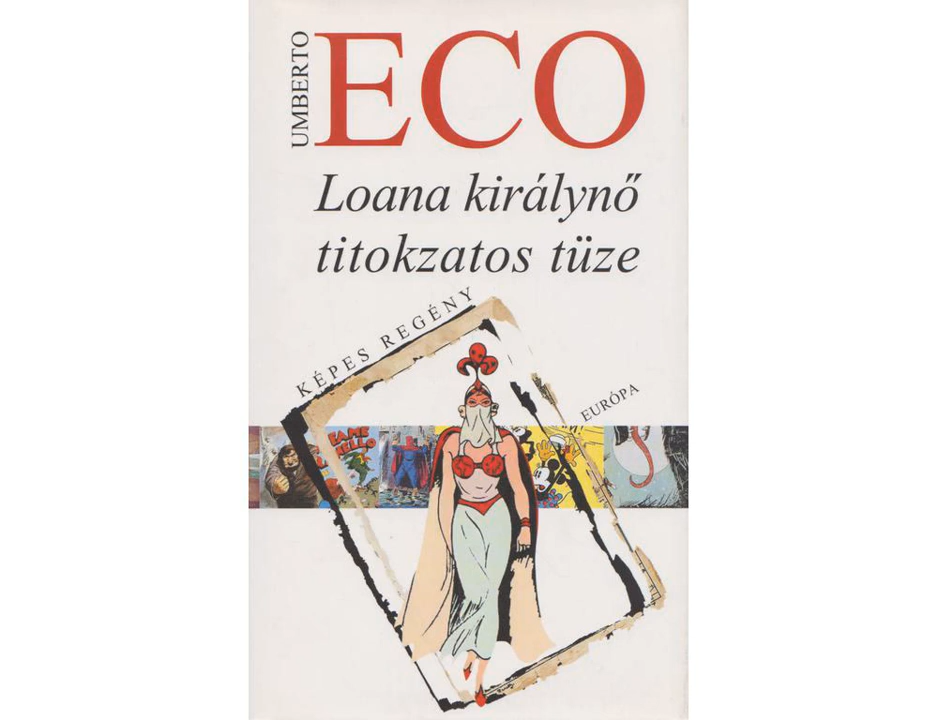 UMBERTO
ECO
Loana királynő
titokzatos tüze
KÉPES REGÉNY
EURÓPA